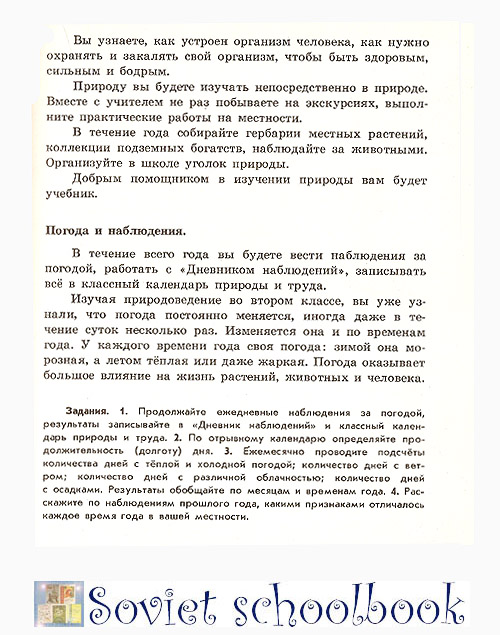 Вы узнаете, как устроен организм человека, как нужно
охранять и закалять свой организм, чтобы быть здоровым,
сильным и бодрым.
Природу вы будете изучать непосредственно в природе.
Вместе с учителем не раз побываете на экскурсиях, выпол-
ните практические работы на местности.
В течение года собирайте гербарии местных растений,
коллекции подземных богатств, наблюдайте за животными.
Организуйте в школе уголок природы.
Добрым помощником в изучении природы вам будет
учебник.
Погода и наблюдения.
В течение всего года вы будете вести наблюдения за
погодой, работать с «Дневником наблюдений», записывать
всё в классный календарь природы и труда.
Изучая природоведение во втором классе, вы уже уз-
нали, что погода постоянно меняется, иногда даже в те-
чение суток несколько раз. Изменяется она и по временам
года. У каждого времени года своя погода: зимой она мо-
розная, а летом тёплая или даже жаркая. Погода оказывает
большое влияние на жизнь растений, животных и человека.
Задания. 1. Продолжайте ежедневные наблюдения за погодой,
результаты записывайте в «Дневник наблюдений» и классный кален-
дарь природы и труда. 2. По отрывному календарю определяйте про-
должительность (долготу) дня. 3. Ежемесячно проводите подсчёты
количества дней с тёплой и холодной погодой; количество дней с вет-
ром; количество дней с различной облачностью; количество дней
с осадками. Результаты обобщайте по месяцам и временам года. 4. Рас-
скажите по наблюдениям прошлого года, какими признаками отличалось
каждое время года в вашей местности.
Soviet schoolbook